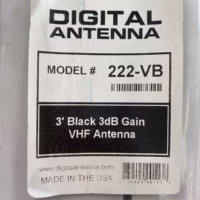 DIGITAL
ANTENNA
MODEL # 222-VB
3' Black 3dB Gain
VHF Antenna
www.digitalantenna.com
MADE IN THE USA